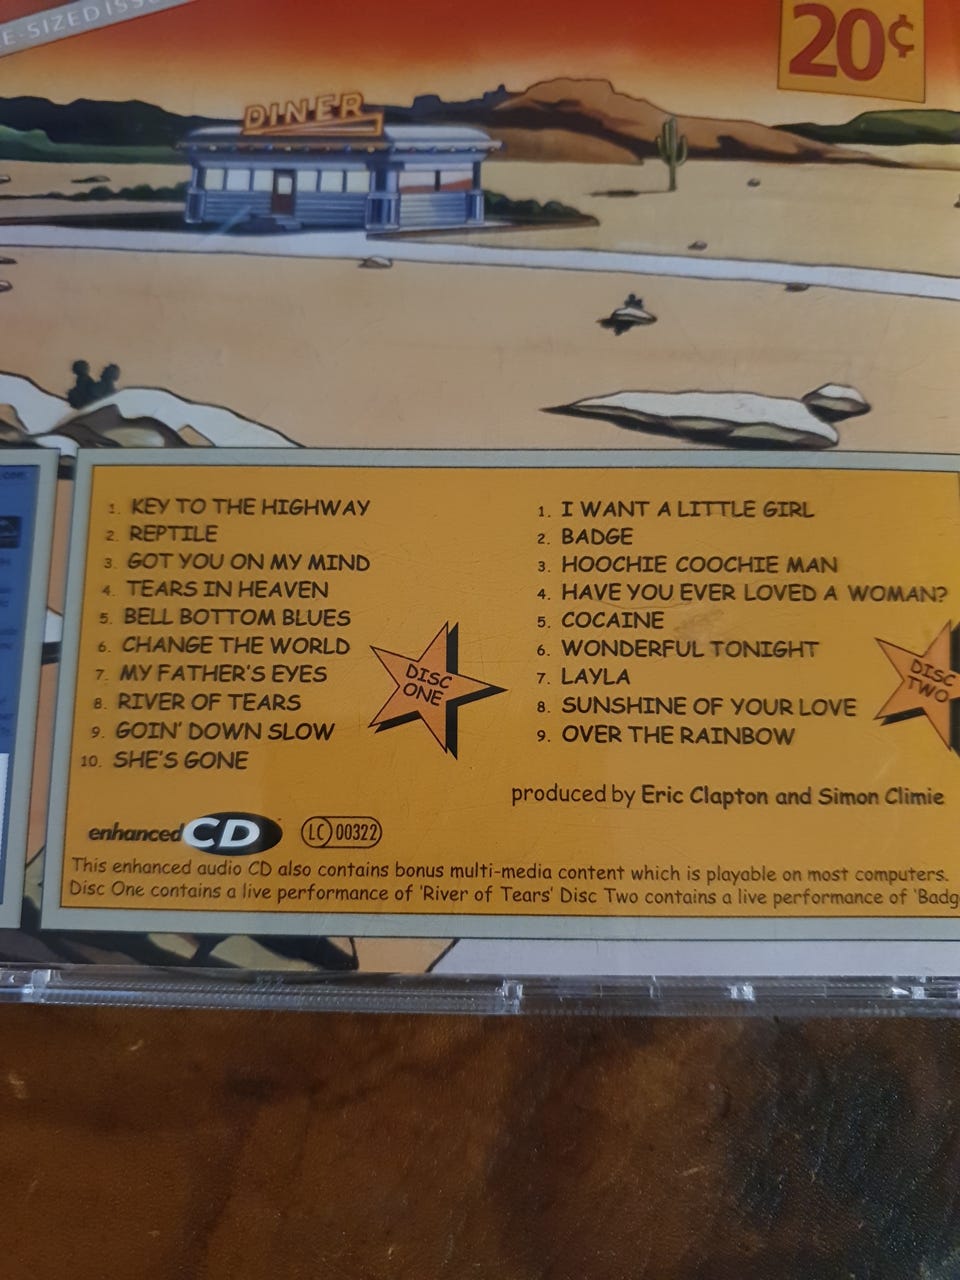 E-SIZED ISS
20¢
DINER
1. KEY TO THE HIGHWAY
2. REPTILE
3. GOT YOU ON MY MIND
4. TEARS IN HEAVEN
5. BELL BOTTOM BLUES
6. CHANGE THE WORLD
7. MY FATHER'S EYES
8. RIVER OF TEARS
9. GOIN' DOWN SLOW
10. SHE'S GONE
DISC
ONE
1. I WANT A LITTLE GIRL
2. BADGE
3. HOOCHIE COOCHIE MAN
4. HAVE YOU EVER LOVED A WOMAN?
5. COCAINE
6. WONDERFUL TONIGHT
7. LAYLA
8. SUNSHINE OF YOUR LOVE
9. OVER THE RAINBOW
DISC
TWO
produced by Eric Clapton and Simon Climie
enhanced CD LC 00322
This enhanced audio CD also contains bonus multi-media content which is playable on most computers.
Disc One contains a live performance of 'River of Tears' Disc Two contains a live performance of 'Badg